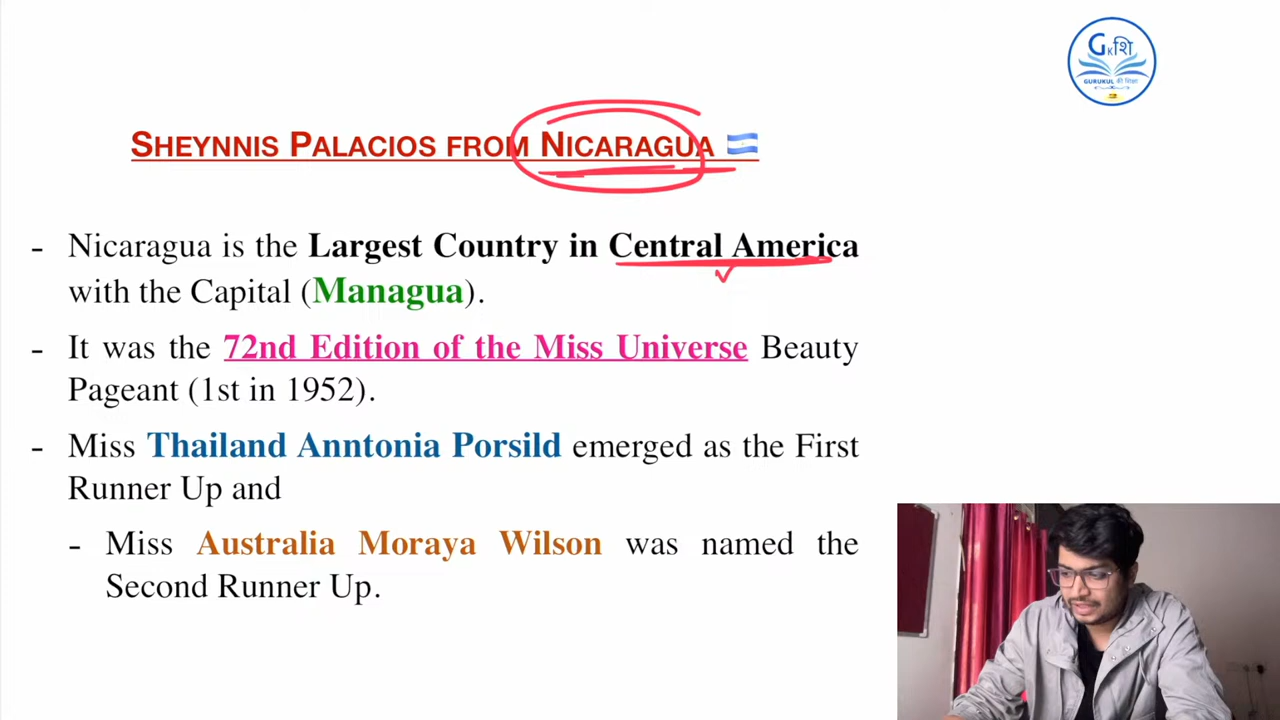 GKशि
GURUKUL की शिक्षा
SHEYNNIS PALACIOS FROM NICARAGUA
- Nicaragua is the Largest Country in Central America
with the Capital (Managua).
- It was the 72nd Edition of the Miss Universe Beauty
Pageant (1st in 1952).
- Miss Thailand Anntonia Porsild emerged as the First
Runner Up and
- Miss Australia Moraya Wilson was named the
Second Runner Up.